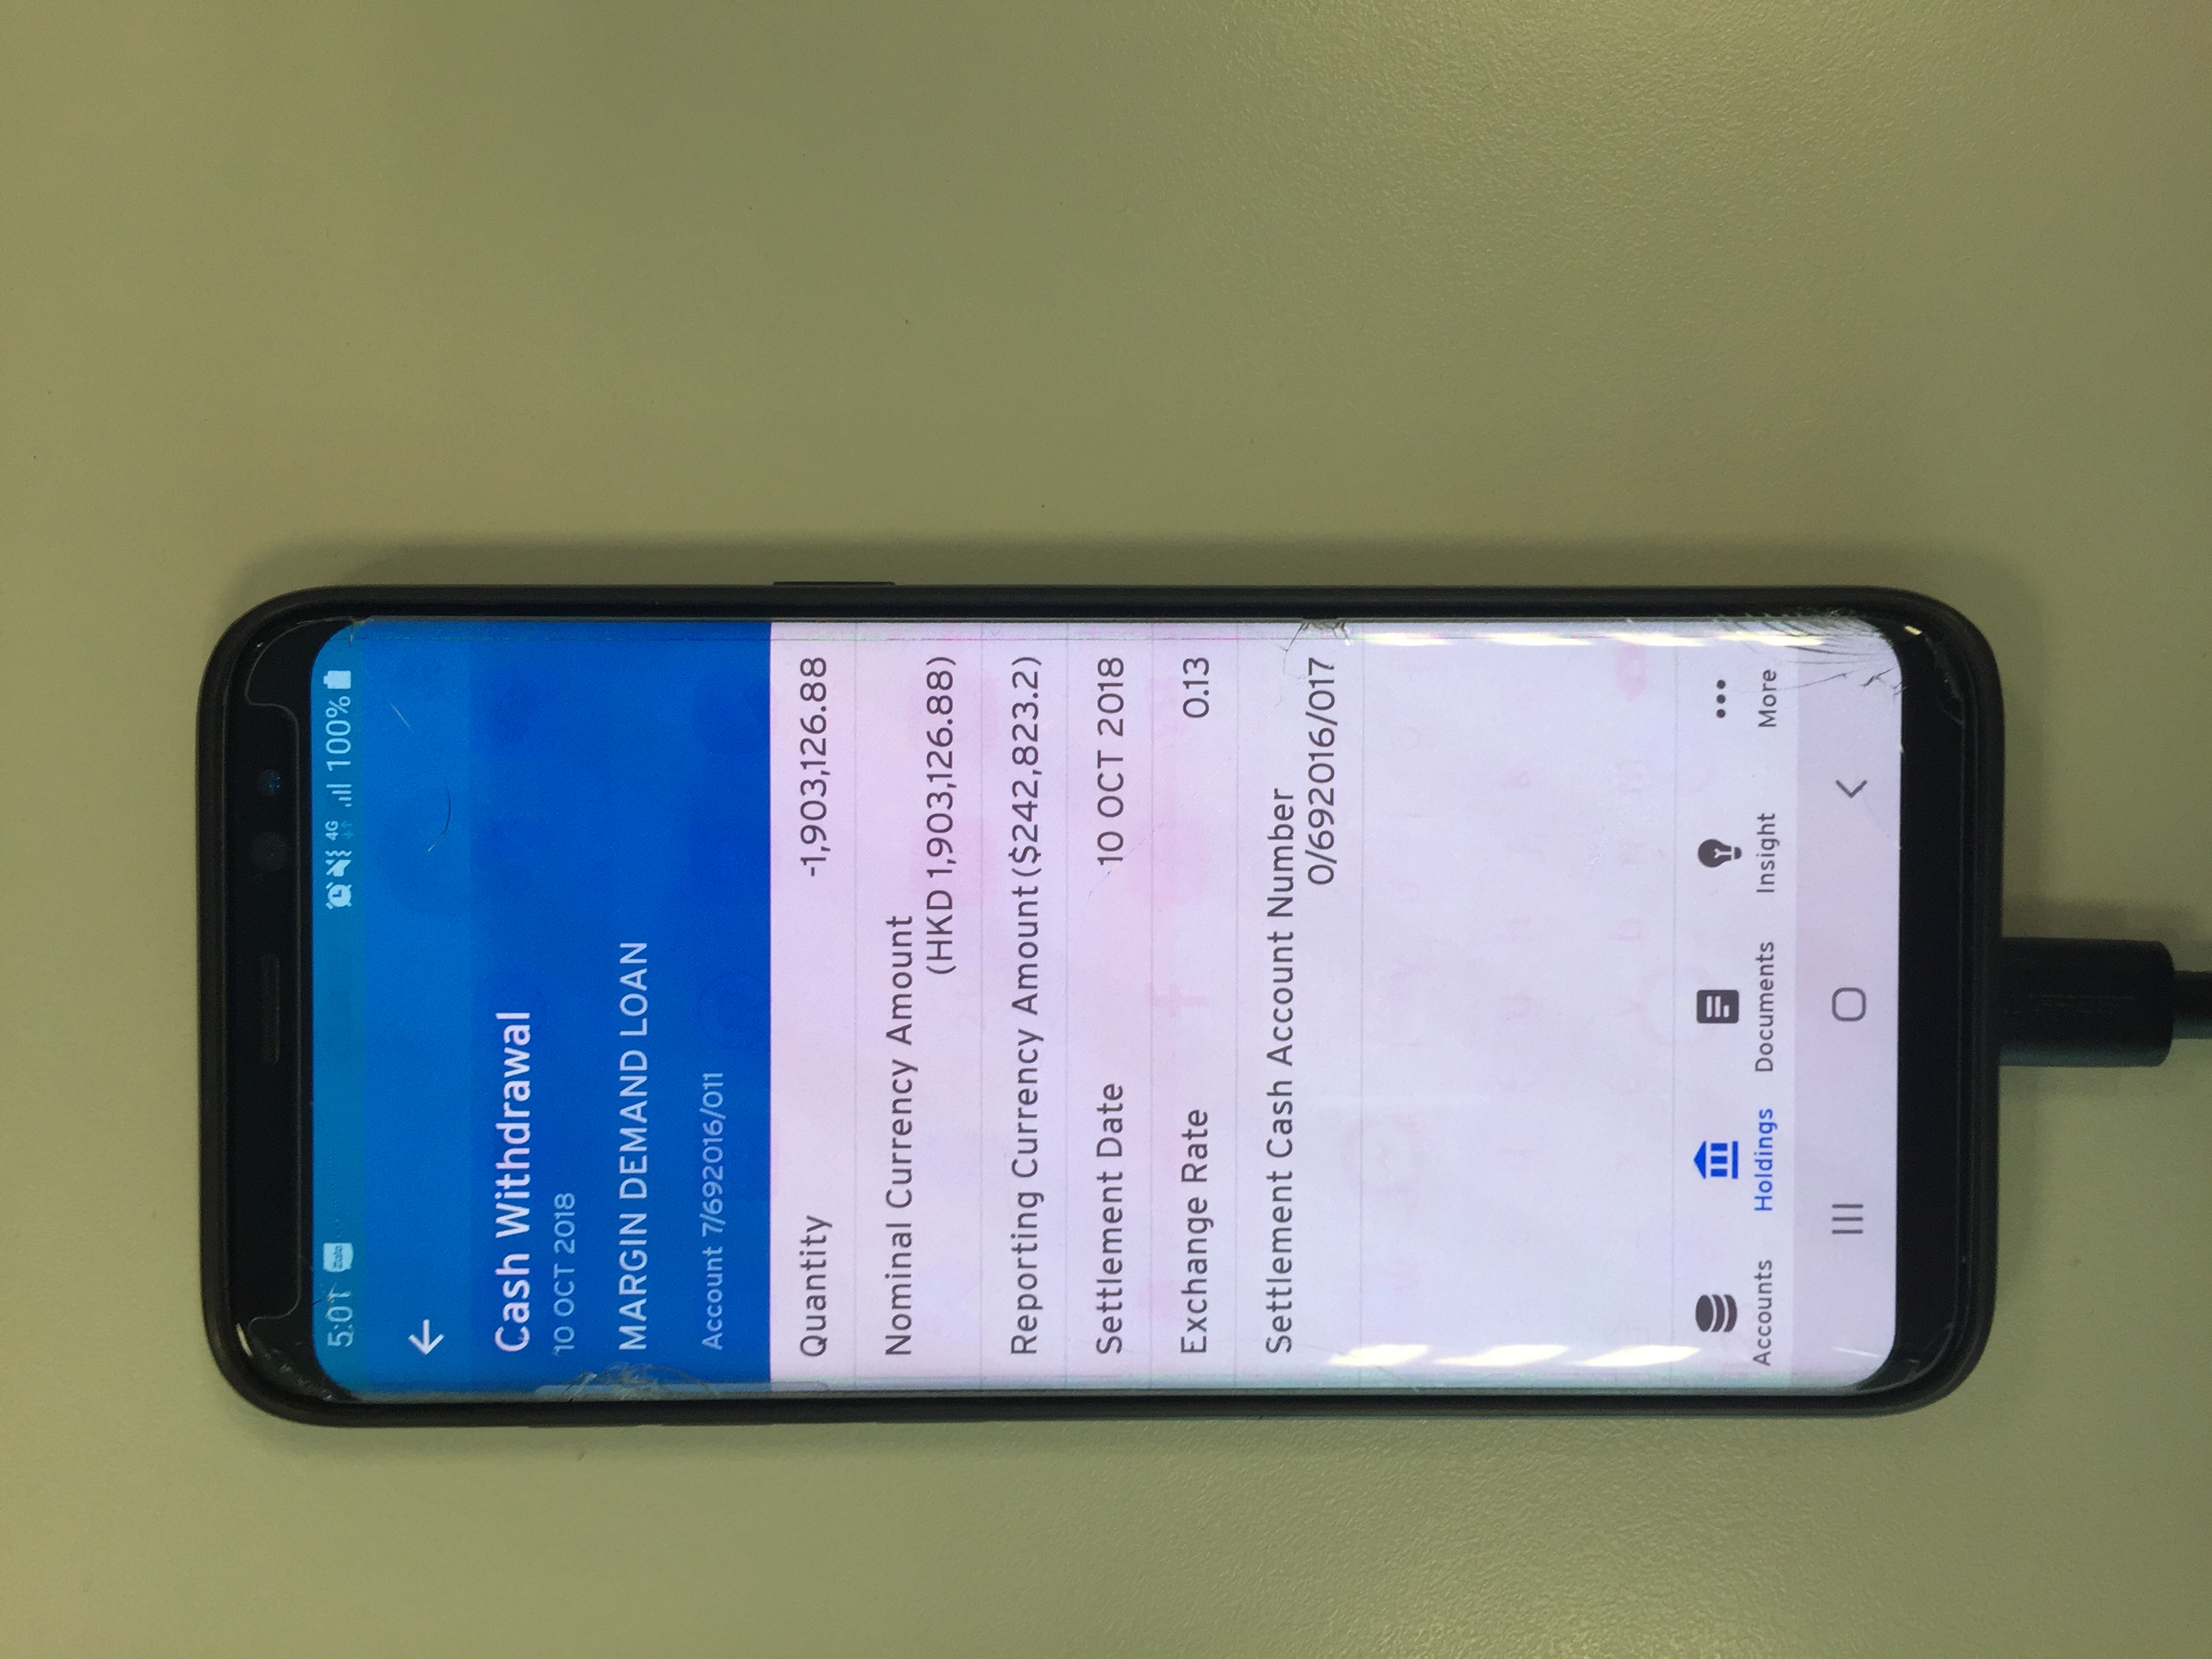 5:01
Zalo
4G
100%
Cash Withdrawal
10 OCT 2018
MARGIN DEMAND LOAN
Account 7/692016/011
Quantity -1,903,126.88
Nominal Currency Amount
(HKD 1,903,126.88)
Reporting Currency Amount ($242,823.2)
Settlement Date 10 OCT 2018
Exchange Rate 0.13
Settlement Cash Account Number
0/692016/017
Accounts Holdings Documents Insight More